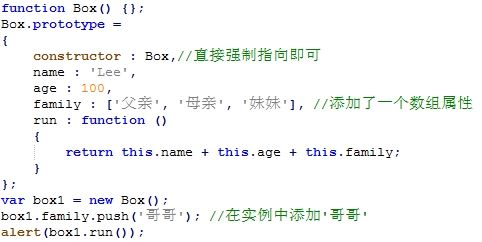 function Box() {};
Box.prototype =
{
    constructor : Box,//直接强制指向即可
    name : 'Lee',
    age : 100,
    family : ['父亲', '母亲', '妹妹'], //添加了一个数组属性
    run : function ()
    {
        return this.name + this.age + this.family;
    }
};
var box1 = new Box();
box1.family.push('哥哥'); //在实例中添加'哥哥'
alert(box1.run());